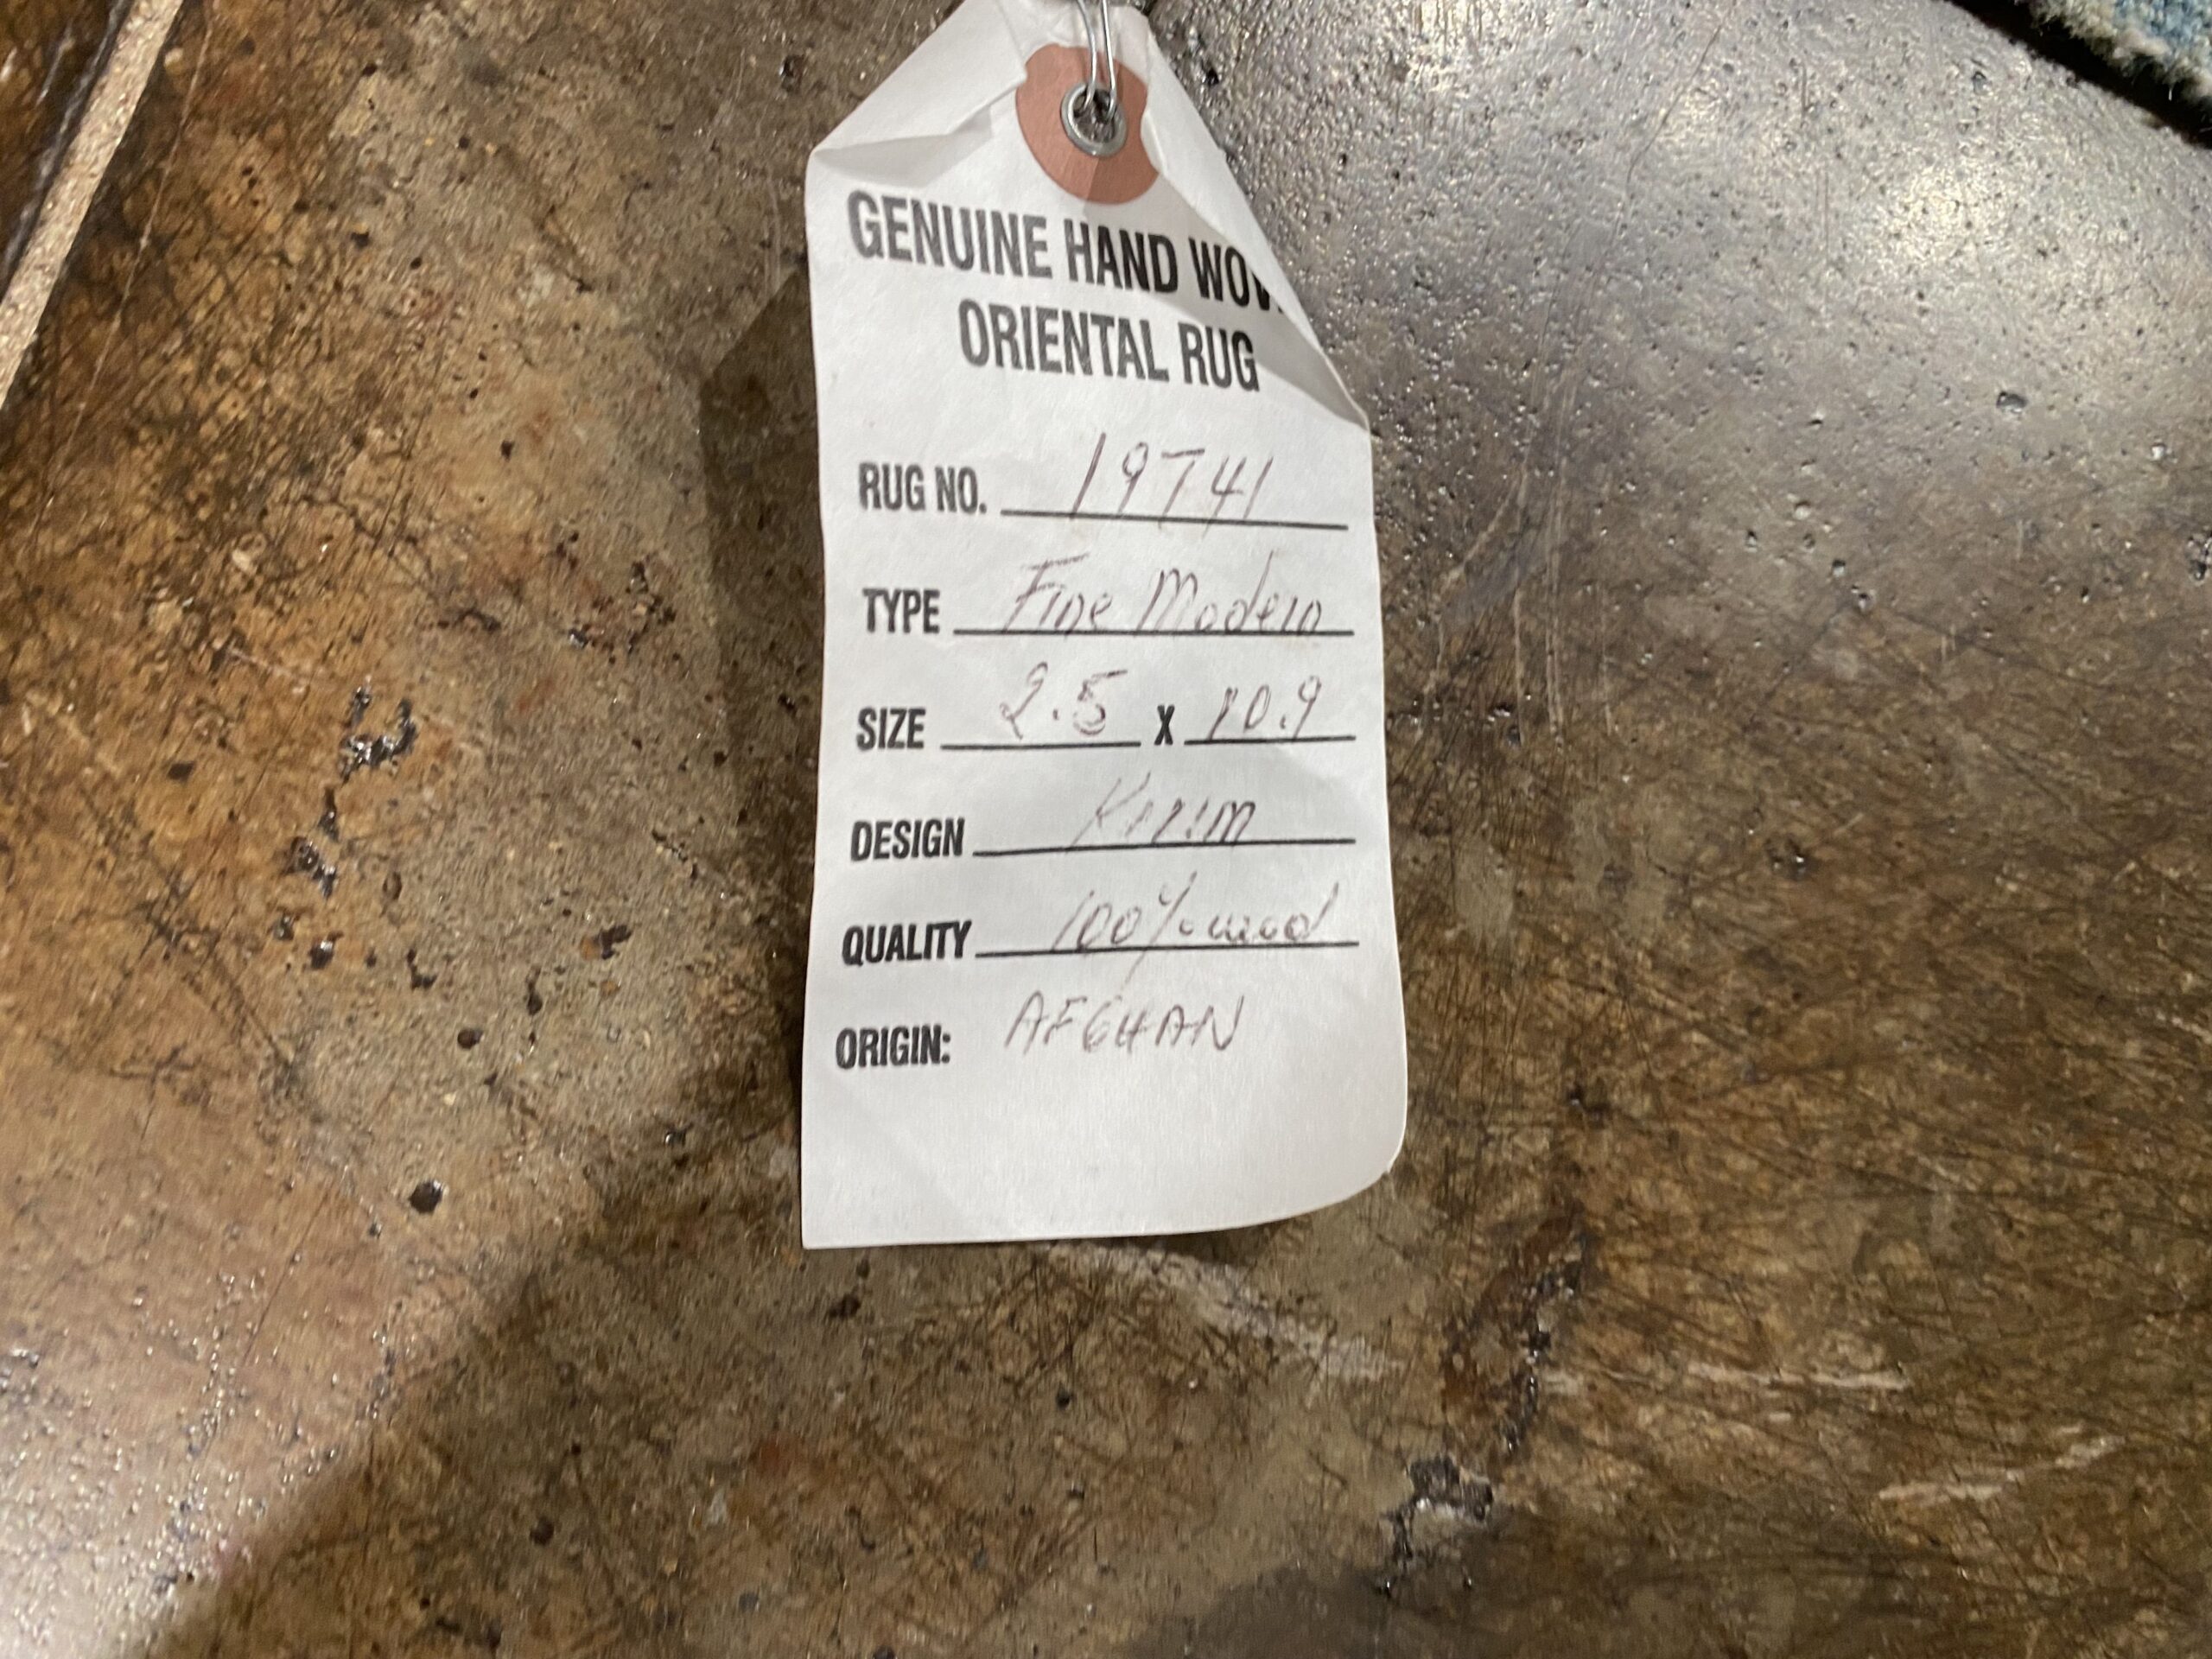 GENUINE HAND WOV
ORIENTAL RUG
RUG NO. 19741
TYPE Fine Modern
SIZE 2.5 X 10.9
DESIGN
QUALITY 100% wool
ORIGIN: AFGHAN